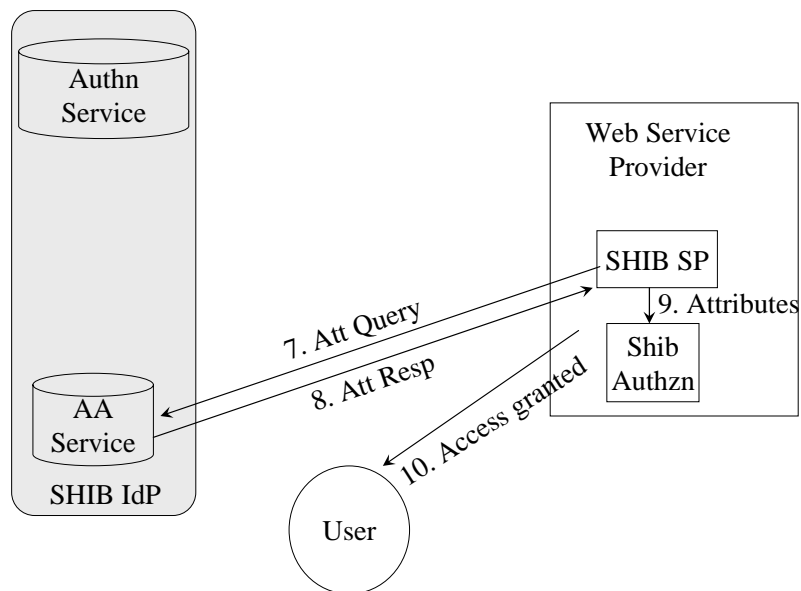 Authn
Service
Web Service
Provider
SHIB SP
7. Att Query
9. Attributes
8. Att Resp
Shib
Authzn
10. Access granted
AA
Service
SHIB IdP
User